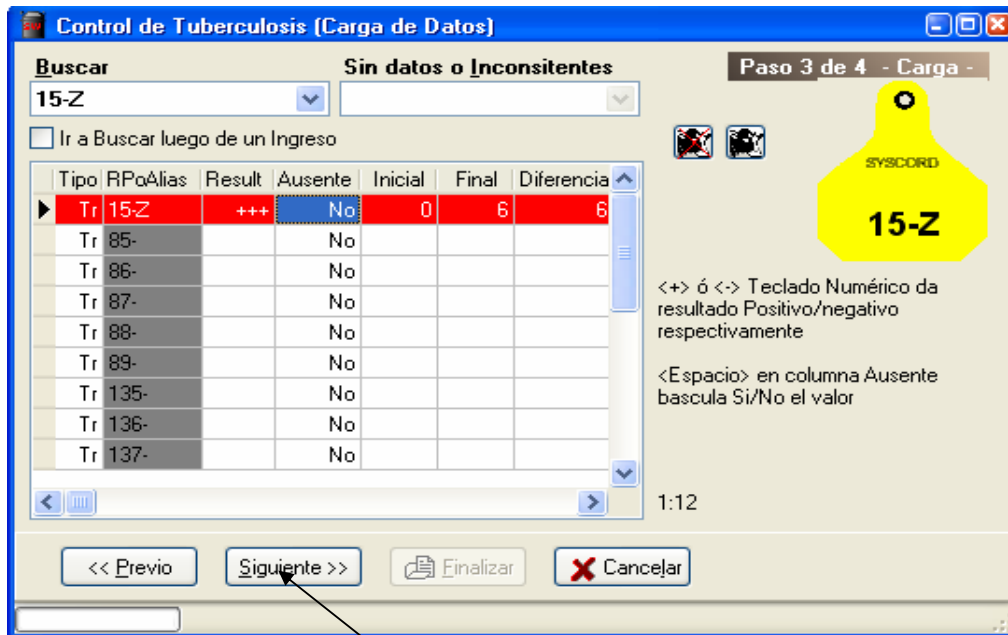 Control de Tuberculosis (Carga de Datos)
Buscar
Sin datos o Inconsitentes
Paso 3 de 4 - Carga -
15-Z
Ir a Buscar luego de un Ingreso
SYSCORD
15-Z
Tipo RPoAlias Result Ausente Inicial Final Diferencia
Tr 15-Z +++ No 0 6 6
Tr 85- No
Tr 86- No
Tr 87- No
Tr 88- No
Tr 89- No
Tr 135- No
Tr 136- No
Tr 137- No
<+> ó <-> Teclado Numérico da
resultado Positivo/negativo
respectivamente
<Espacio> en columna Ausente
bascula Si/No el valor
1:12
<< Previo
Siguiente >>
Finalizar
Cancelar